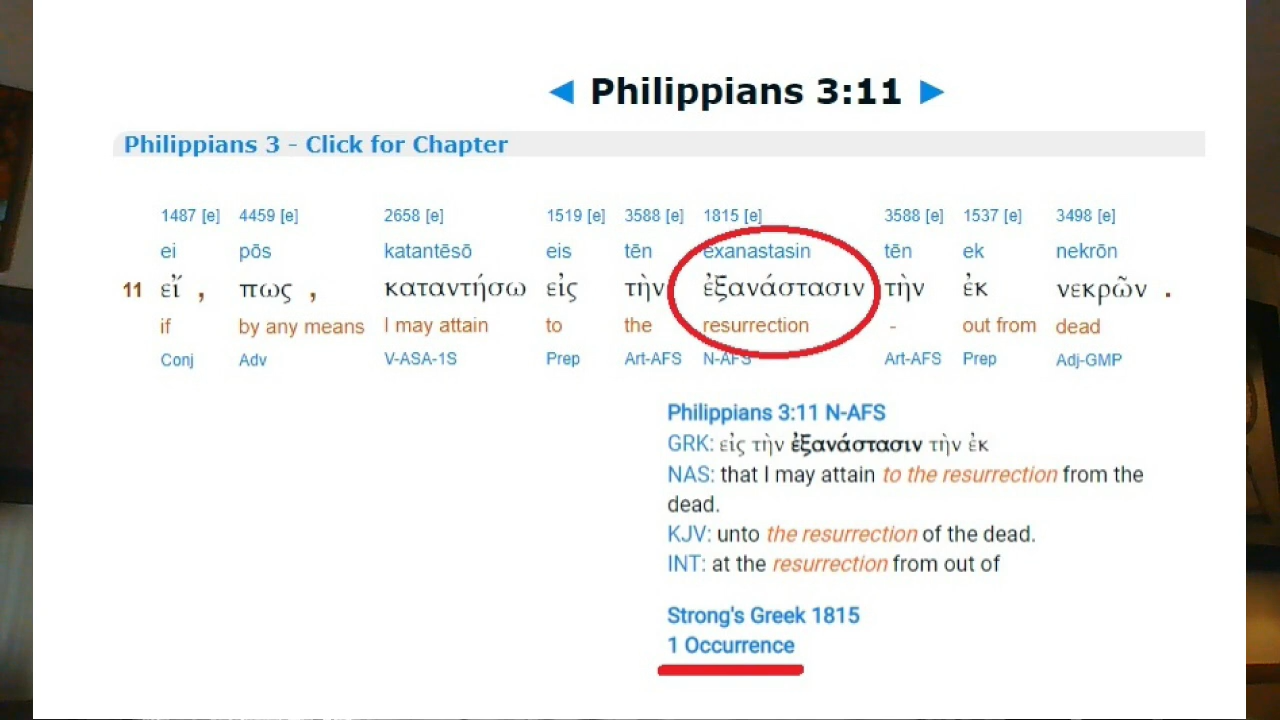 ◄ Philippians 3:11 ►
Philippians 3 - Click for Chapter
1487 [e] 4459 [e] 2658 [e] 1519 [e] 3588 [e] 1815 [e] 3588 [e] 1537 [e] 3498 [e]
ei pōs katantēsō eis tēn exanastasin tēn ek nekrōn
11 εἴ , πως , καταντήσω εἰς τὴν ἐξανάστασιν τὴν ἐκ νεκρῶν .
if by any means I may attain to the resurrection - out from dead
Conj Adv V-ASA-1S Prep Art-AFS N-AFS Art-AFS Prep Adj-GMP
Philippians 3:11 N-AFS
GRK: εἰς τὴν ἐξανάστασιν τὴν ἐκ
NAS: that I may attain to the resurrection from the
dead.
KJV: unto the resurrection of the dead.
INT: at the resurrection from out of
Strong's Greek 1815
1 Occurrence